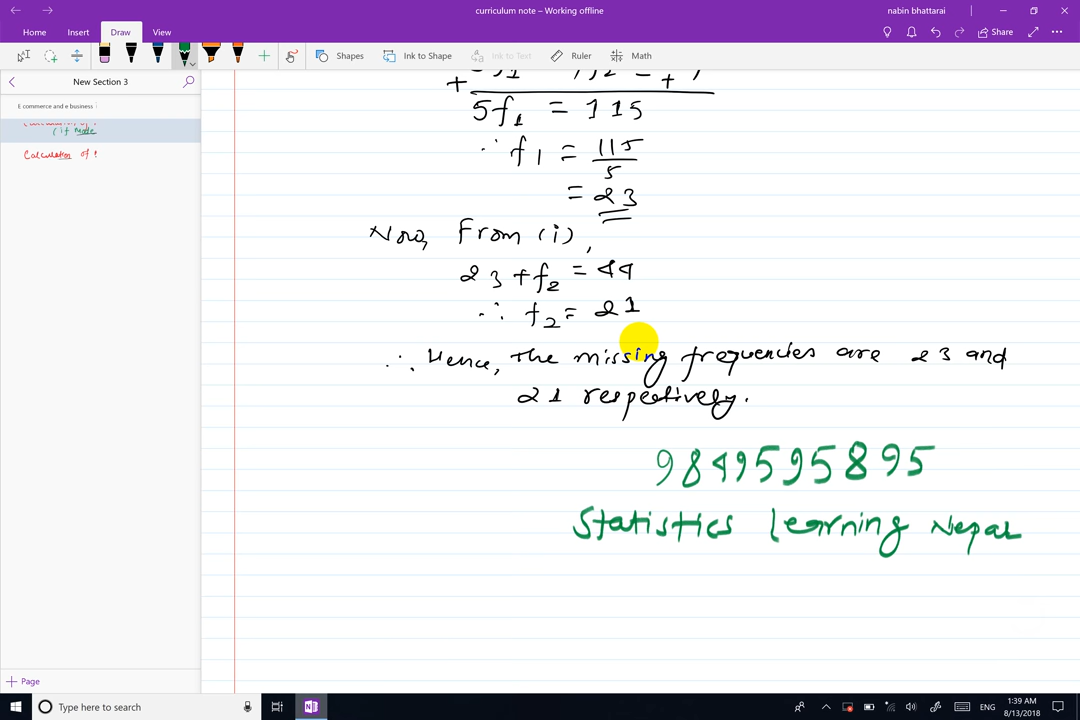 curriculum note – Working offline
nabin bhattarai
Home Insert Draw View
Share
Shapes Ink to Shape Ink to Text Ruler Math
New Section 3
E commerce and e business
(if mode
Calculation of
5f1 = 115
∴ f1 = 115/5
= 23
Now, From (i),
23 + f2 = 44
∴ f2 = 21
∴ Hence, the missing frequencies are 23 and
21 respectively.
9849595895
Statistics learning Nepal
+ Page
Type here to search
ENG
1:39 AM
8/13/2018